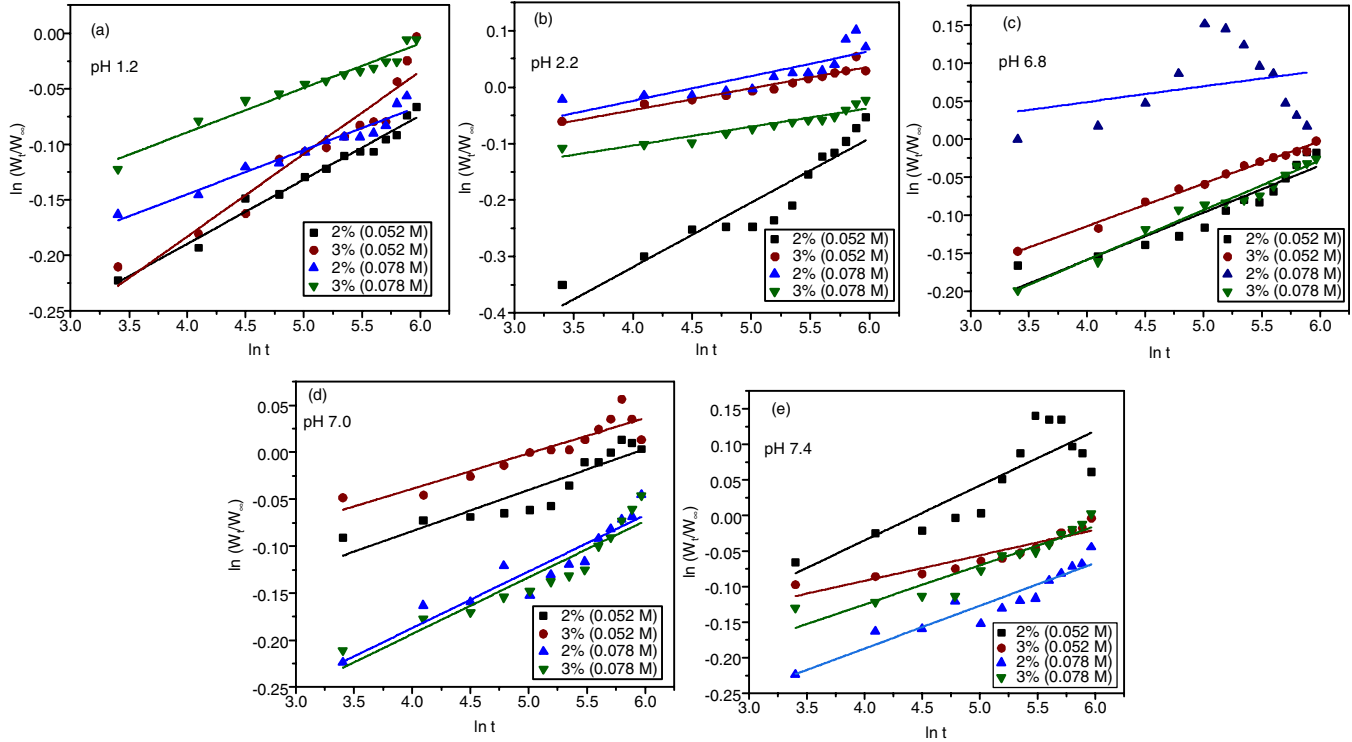 (a)
pH 1.2
ln (Wₜ/W∞)
0.00
-0.05
-0.10
-0.15
-0.20
-0.25
2% (0.052 M)
3% (0.052 M)
2% (0.078 M)
3% (0.078 M)
3.0 3.5 4.0 4.5 5.0 5.5 6.0
ln t
(b)
pH 2.2
ln (Wₜ/W∞)
0.1
0.0
-0.1
-2.2
-0.3
-0.4
2% (0.052 M)
3% (0.052 M)
2% (0.078 M)
3% (0.078 M)
3.0 3.5 4.0 4.5 5.0 5.5 6.0
ln t
(c)
pH 6.8
ln (Wₜ/W∞)
0.15
0.10
0.05
0.00
-0.05
-0.10
-0.15
-0.20
2% (0.052 M)
3% (0.052 M)
2% (0.078 M)
3% (0.078 M)
3.0 3.5 4.0 4.5 5.0 5.5 6.0
ln t
(d)
pH 7.0
ln (Wₜ/W∞)
0.05
0.00
-0.05
-0.10
-0.15
-0.20
-0.25
2% (0.052 M)
3% (0.052 M)
2% (0.078 M)
3% (0.078 M)
3.0 3.5 4.0 4.5 5.0 5.5 6.0
ln t
(e)
pH 7.4
ln (Wₜ/W∞)
0.15
0.10
0.05
0.00
-0.05
-0.10
-0.15
-0.20
-0.25
2% (0.052 M)
3% (0.052 M)
2% (0.078 M)
3% (0.078 M)
3.0 3.5 4.0 4.5 5.0 5.5 6.0
ln t